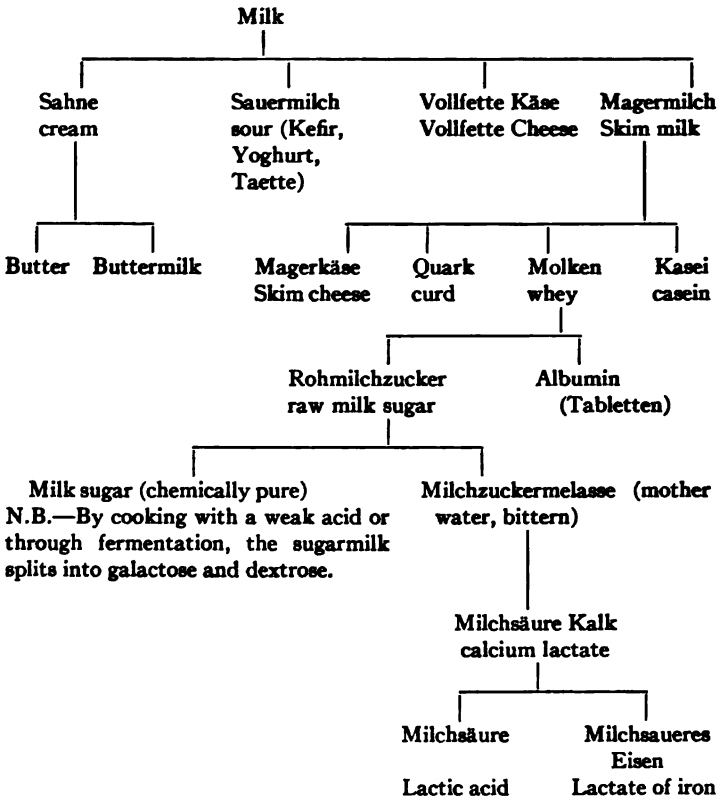 Milk
Sahne
cream
Sauermilch
sour (Kefir,
Yoghurt,
Taette)
Vollfette Käse
Vollfette Cheese
Magermilch
Skim milk
Butter
Buttermilk
Magerkäse
Skim cheese
Quark
curd
Molken
whey
Kasei
casein
Rohmilchzucker
raw milk sugar
Albumin
(Tabletten)
Milk sugar (chemically pure)
N.B.—By cooking with a weak acid or
through fermentation, the sugarmilk
splits into galactose and dextrose.
Milchzuckermelasse (mother
water, bittern)
Milchsäure Kalk
calcium lactate
Milchsäure
Lactic acid
Milchsaueres
Eisen
Lactate of iron